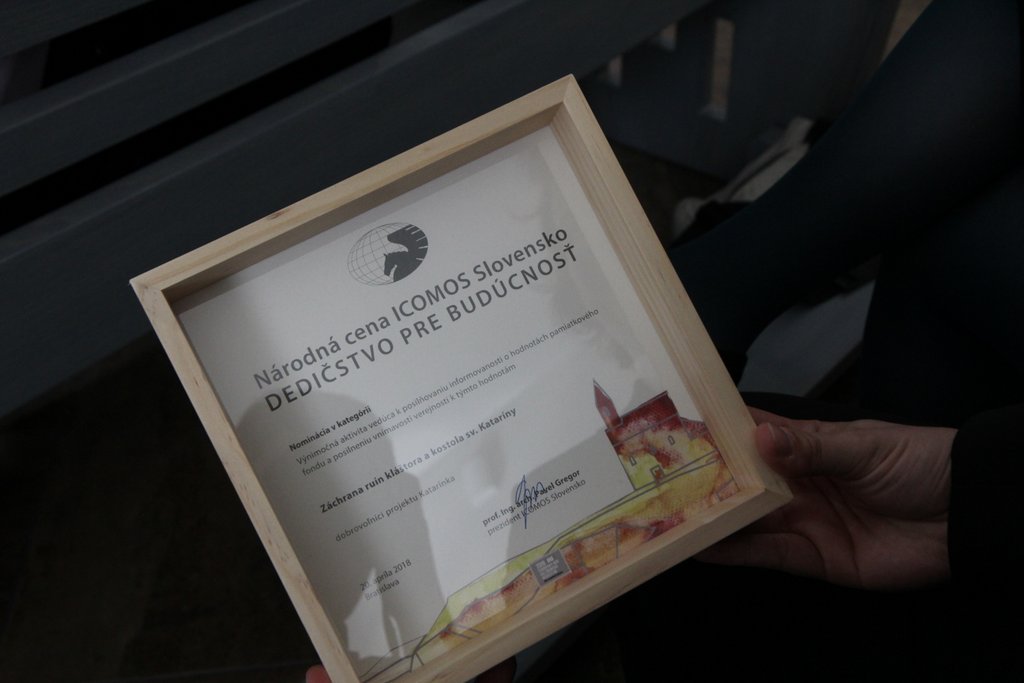 Národná cena ICOMOS Slovensko
DEDIČSTVO PRE BUDÚCNOSŤ
Nominácia v kategórii
Výnimočná aktivita vedúca k posilňovaniu informovanosti o hodnotách pamiatkového
fondu a posilneniu vnímavosti verejnosti k týmto hodnotám
Záchrana ruín kláštora a kostola sv. Kataríny
dobrovoľníci projektu Katarínka
prof. Ing. arch. Pavel Gregor
prezident ICOMOS Slovensko
20. apríla 2018
Bratislava